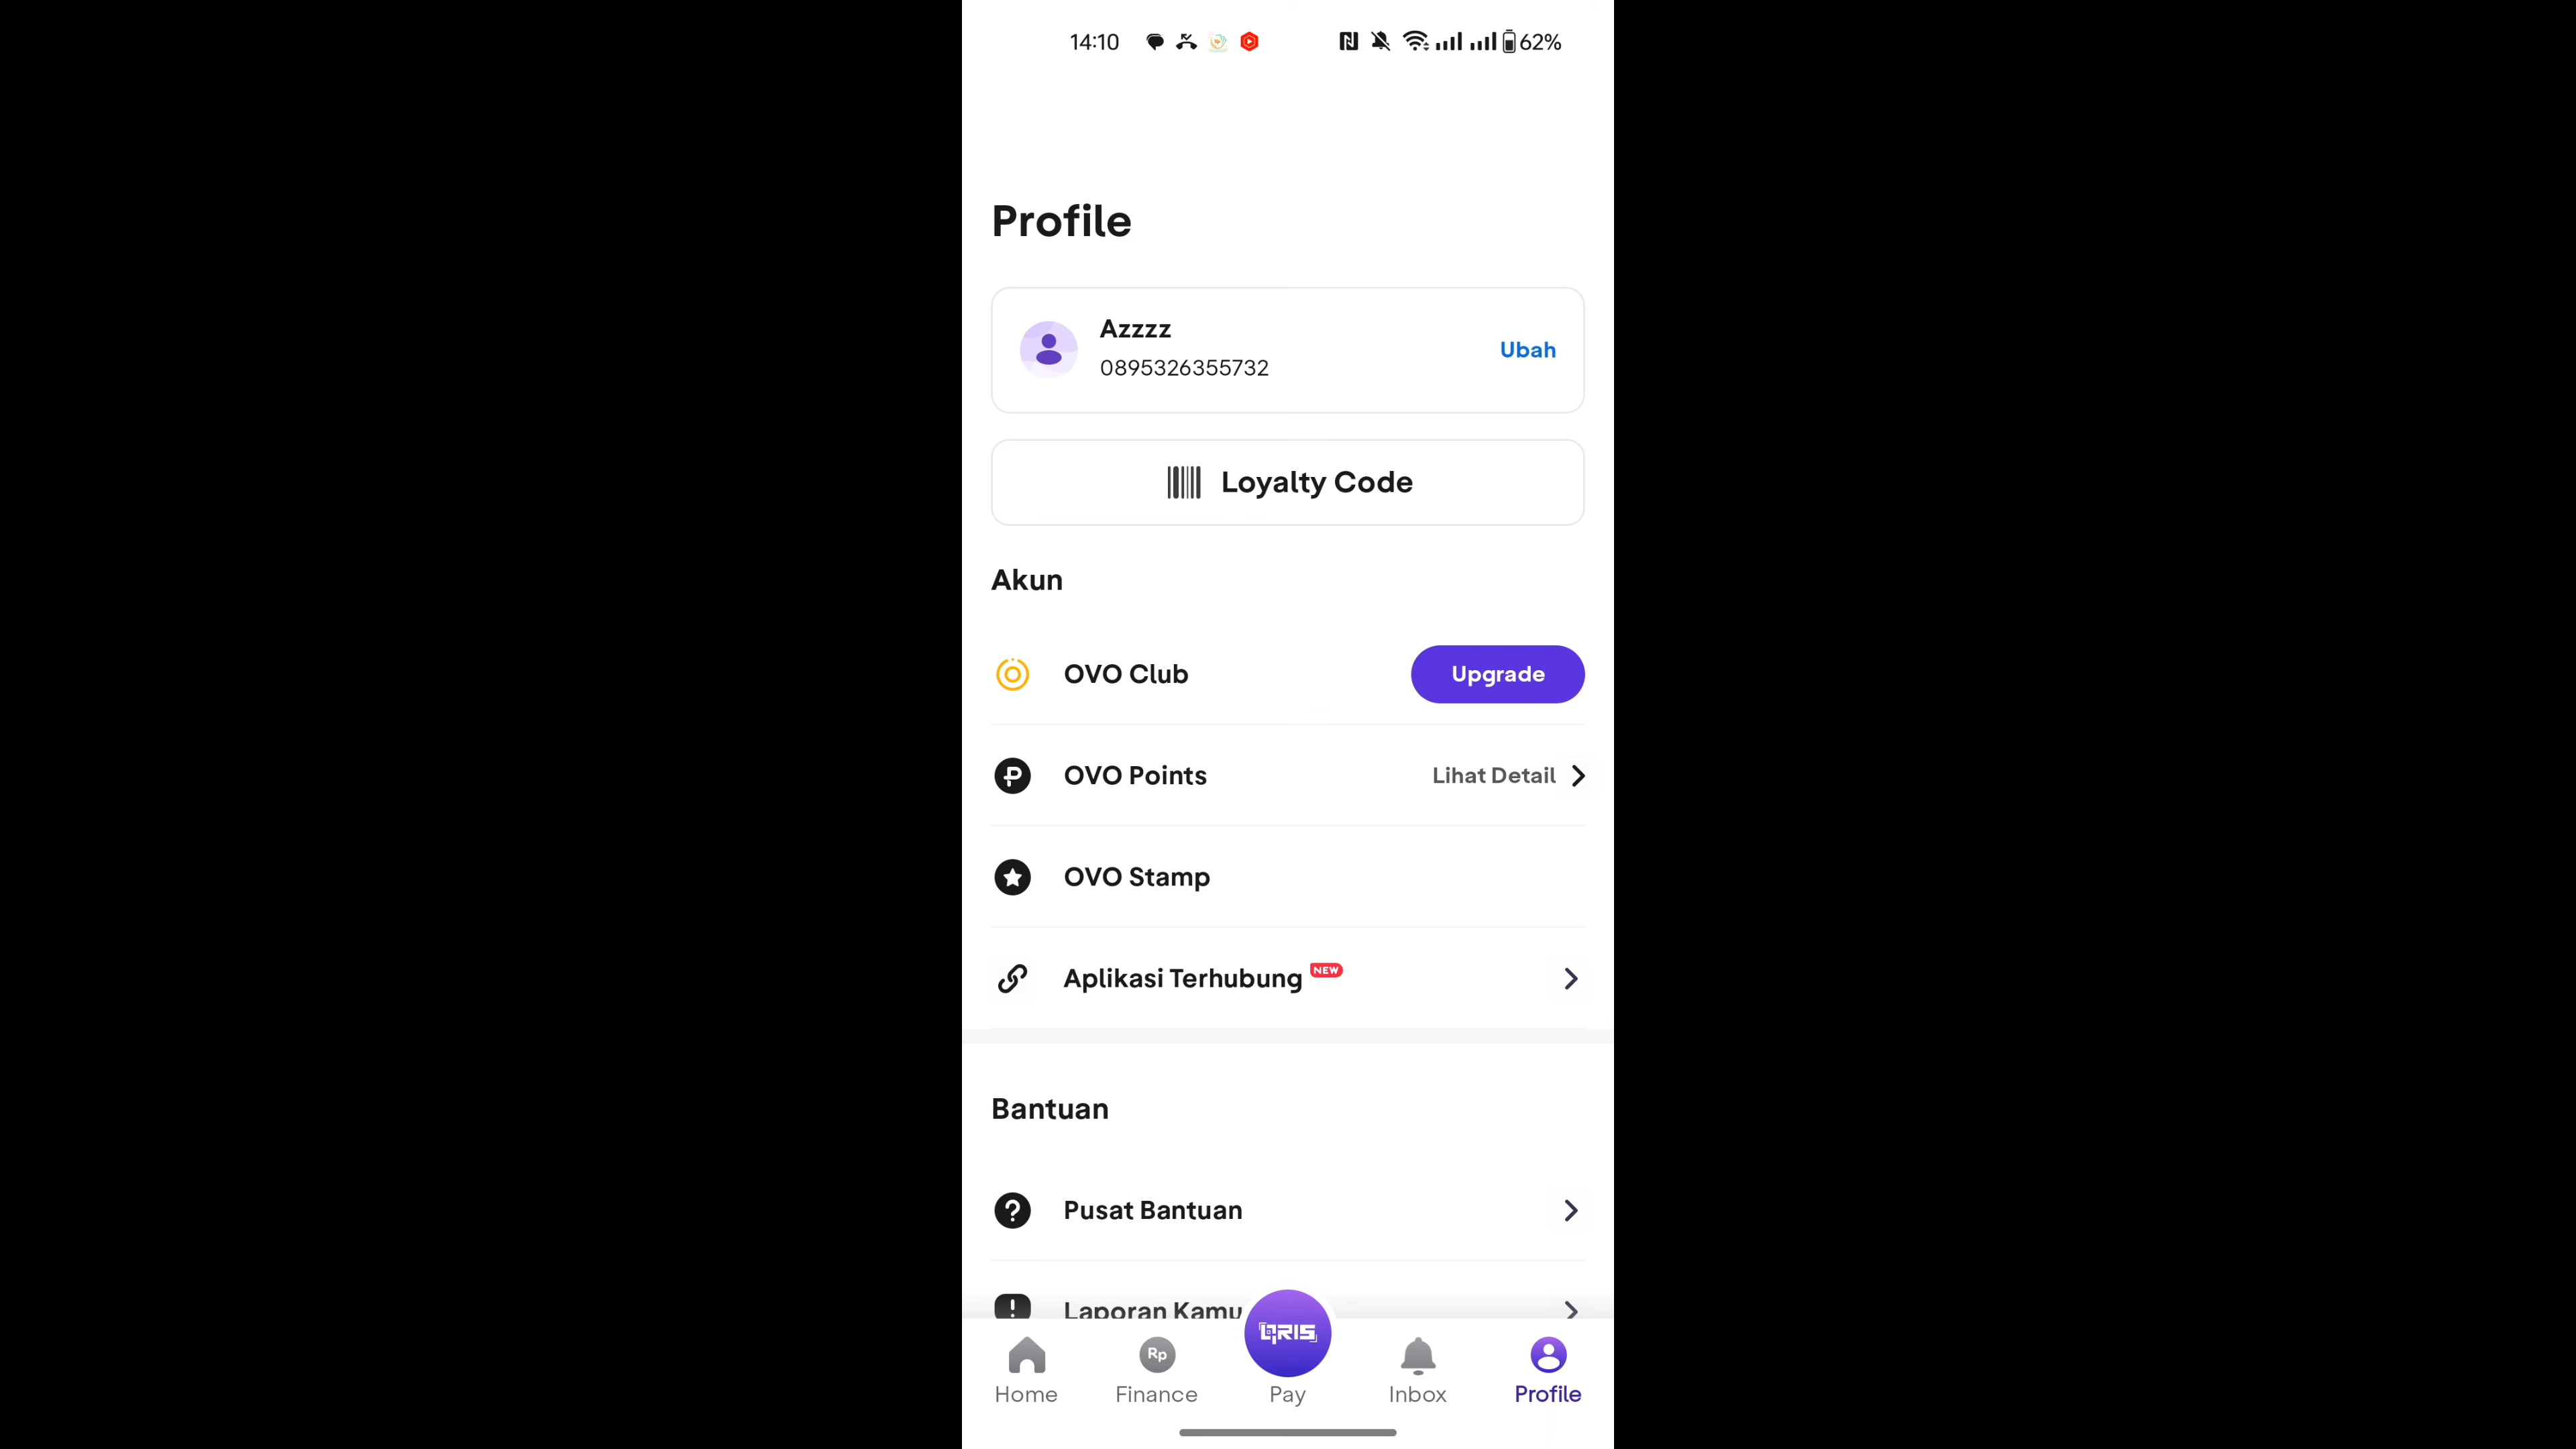 14:10
62%
Profile
Azzzz
0895326355732
Ubah
Loyalty Code
Akun
OVO Club
Upgrade
OVO Points
Lihat Detail
OVO Stamp
Aplikasi Terhubung NEW
Bantuan
Pusat Bantuan
Laporan Kamu
Rp
QRIS
Home
Finance
Pay
Inbox
Profile